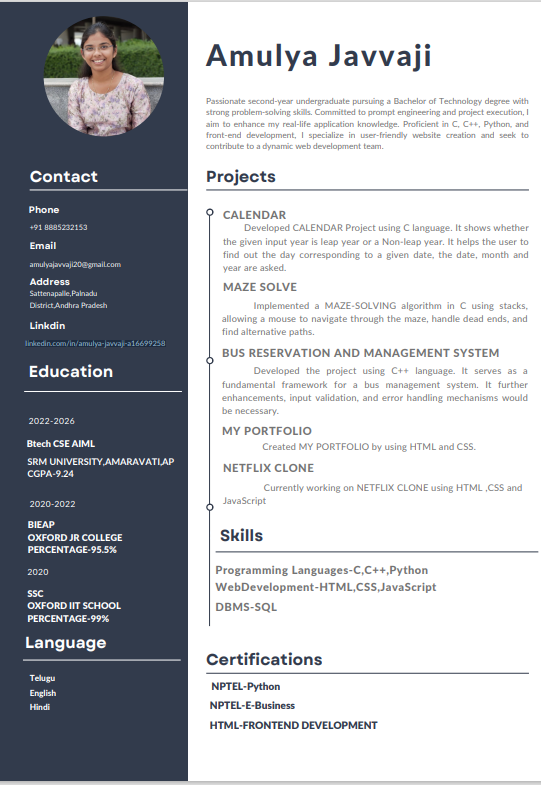 Amulya Javvaji
Passionate second-year undergraduate pursuing a Bachelor of Technology degree with
strong problem-solving skills. Committed to prompt engineering and project execution, I
aim to enhance my real-life application knowledge. Proficient in C, C++, Python, and
front-end development, I specialize in user-friendly website creation and seek to
contribute to a dynamic web development team.
Contact
Phone
+91 8885232153
Email
amulyajavvaji20@gmail.com
Address
Sattenapalle,Palnadu
District,Andhra Pradesh
Linkdin
linkedin.com/in/amulya-javvaji-a16699258
Education
2022-2026
Btech CSE AIML
SRM UNIVERSITY,AMARAVATI,AP
CGPA-9.24
2020-2022
BIEAP
OXFORD JR COLLEGE
PERCENTAGE-95.5%
2020
SSC
OXFORD IIT SCHOOL
PERCENTAGE-99%
Language
Telugu
English
Hindi
Projects
CALENDAR
Developed CALENDAR Project using C language. It shows whether
the given input year is leap year or a Non-leap year. It helps the user to
find out the day corresponding to a given date, the date, month and
year are asked.
MAZE SOLVE
Implemented a MAZE-SOLVING algorithm in C using stacks,
allowing a mouse to navigate through the maze, handle dead ends, and
find alternative paths.
BUS RESERVATION AND MANAGEMENT SYSTEM
Developed the project using C++ language. It serves as a
fundamental framework for a bus management system. It further
enhancements, input validation, and error handling mechanisms would
be necessary.
MY PORTFOLIO
Created MY PORTFOLIO by using HTML and CSS.
NETFLIX CLONE
Currently working on NETFLIX CLONE using HTML ,CSS and
JavaScript
Skills
Programming Languages-C,C++,Python
WebDevelopment-HTML,CSS,JavaScript
DBMS-SQL
Certifications
NPTEL-Python
NPTEL-E-Business
HTML-FRONTEND DEVELOPMENT